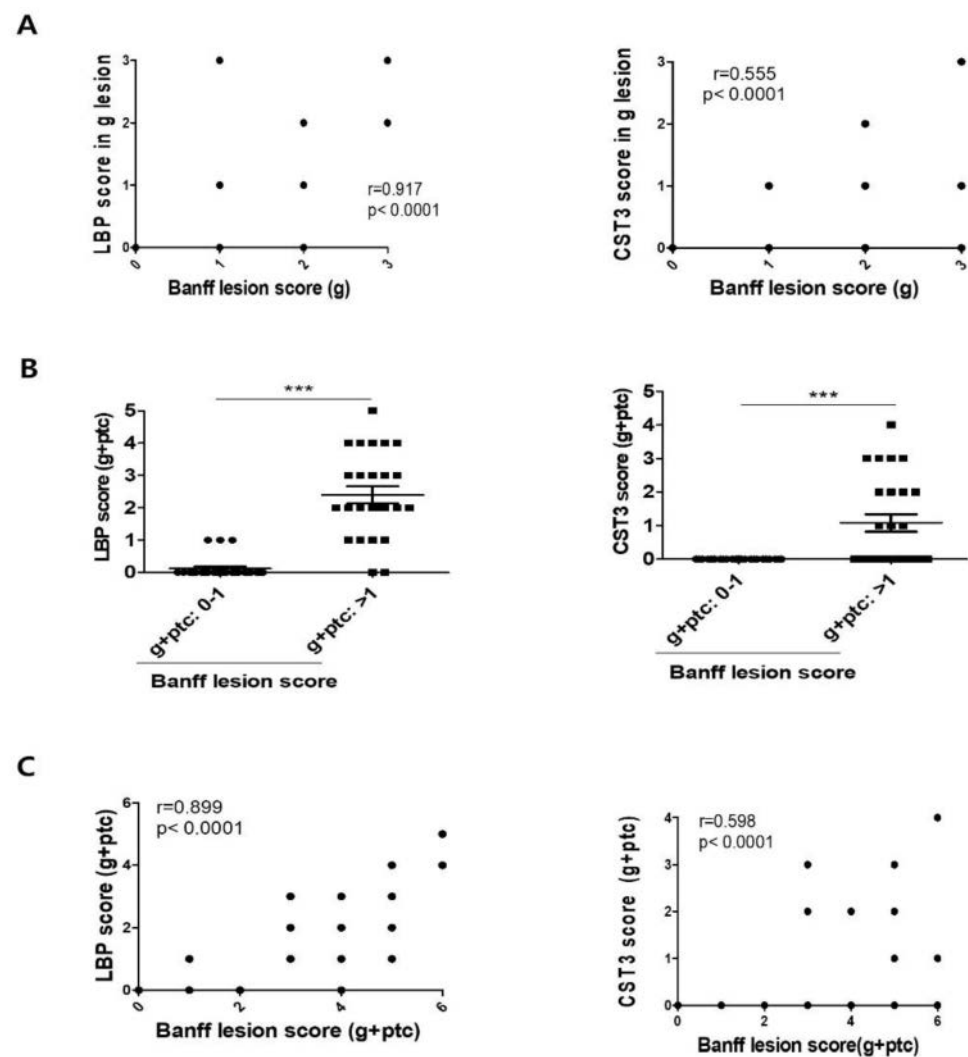 A
LBP score in g lesion
3
2
1
0
0
1
2
3
r=0.917
p< 0.0001
Banff lesion score (g)
CST3 score in g lesion
3
2
1
0
0
1
2
3
r=0.555
p< 0.0001
Banff lesion score (g)
B
LBP score (g+ptc)
5
4
3
2
1
0
***
g+ptc: 0-1
g+ptc: >1
Banff lesion score
CST3 score (g+ptc)
5
4
3
2
1
0
***
g+ptc: 0-1
g+ptc: >1
Banff lesion score
C
LBP score (g+ptc)
6
4
2
0
r=0.899
p< 0.0001
0
2
4
6
Banff lesion score (g+ptc)
CST3 score (g+ptc)
4
3
2
1
0
r=0.598
p< 0.0001
0
2
4
6
Banff lesion score(g+ptc)